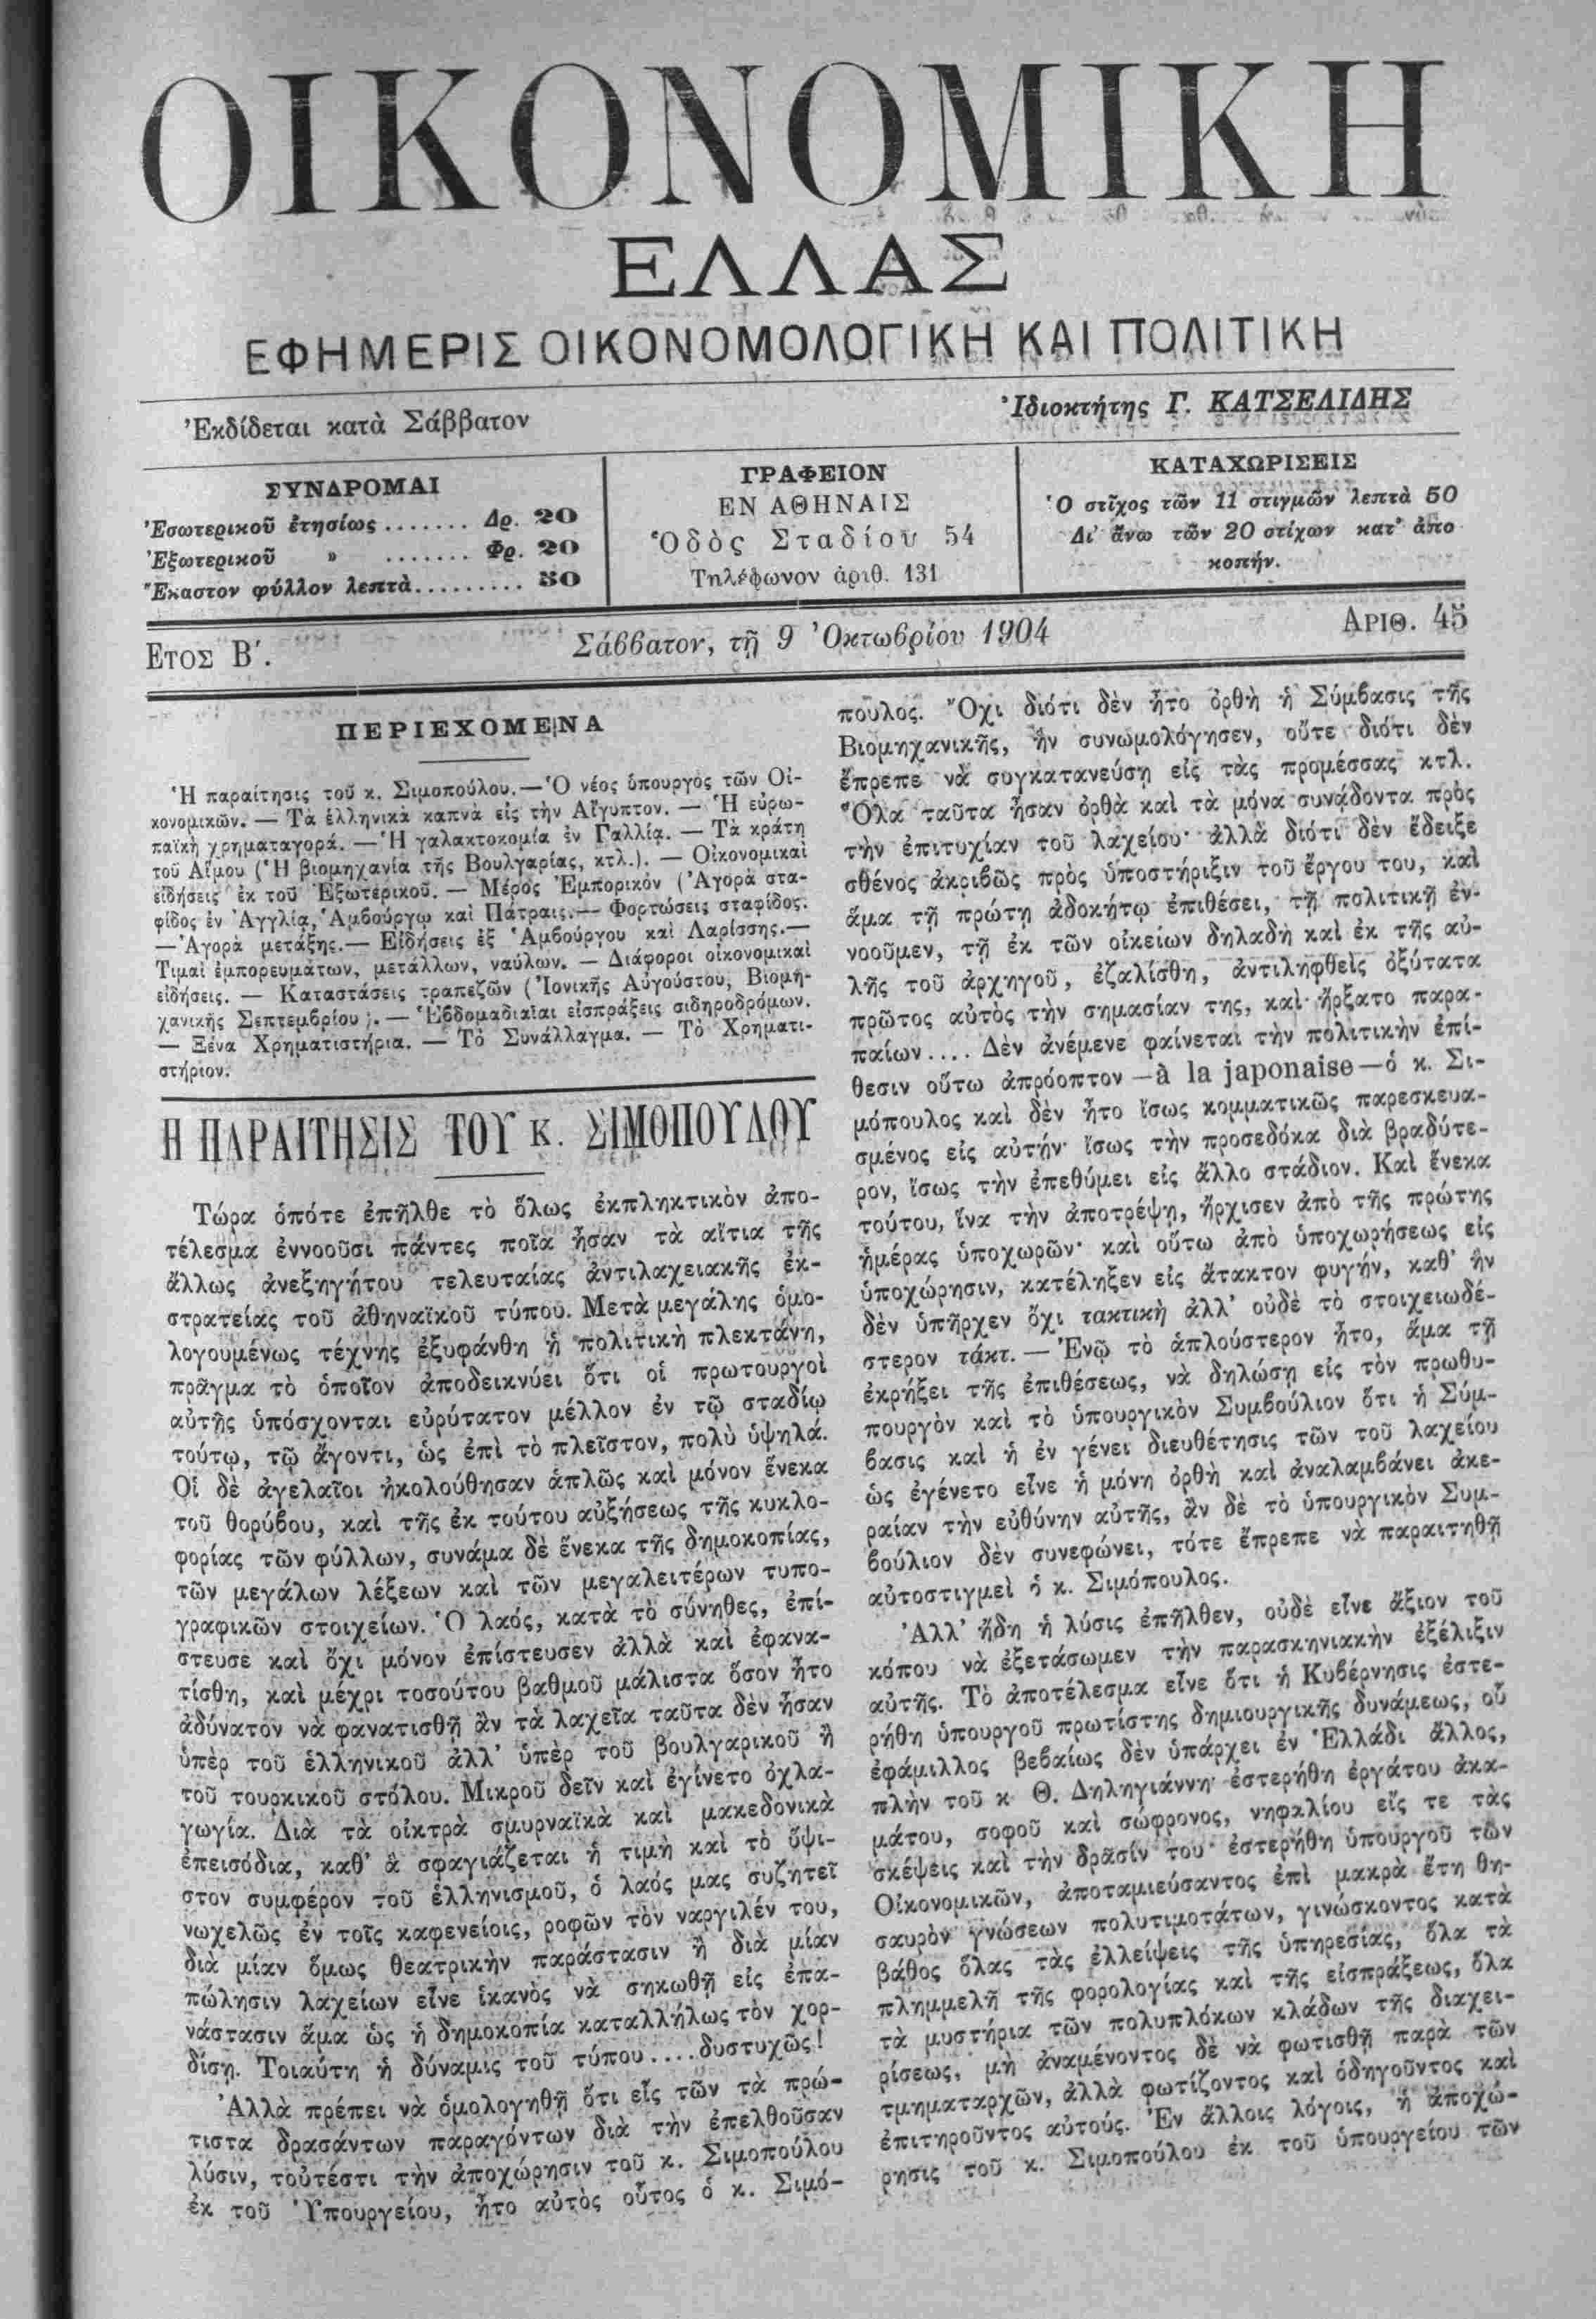 ΟΙΚΟΝΟΜΙΚΗ
ΕΛΛΑΣ
ΕΦΗΜΕΡΙΣ ΟΙΚΟΝΟΜΟΛΟΓΙΚΗ ΚΑΙ ΠΟΛΙΤΙΚΗ
Ἐκδίδεται κατὰ Σάββατον
Ἰδιοκτήτης Γ. ΚΑΤΣΕΛΙΔΗΣ
ΣΥΝΔΡΟΜΑΙ
Ἐσωτερικοῦ ἐτησίως ....... Δρ. 20
Ἐξωτερικοῦ » ....... Φρ. 20
Ἕκαστον φύλλον λεπτὰ......... 50
ΓΡΑΦΕΙΟΝ
ΕΝ ΑΘΗΝΑΙΣ
Ὁδὸς Σταδίου 54
Τηλέφωνον ἀριθ. 131
ΚΑΤΑΧΩΡΙΣΕΙΣ
Ὁ στῖχος τῶν 11 στιγμῶν λεπτὰ 50
Δι' ἄνω τῶν 20 στίχων κατ' ἀπο
κοπήν.
ΕΤΟΣ Β'.
Σάββατον, τῇ 9 Ὀκτωβρίου 1904
ΑΡΙΘ. 45
ΠΕΡΙΕΧΟΜΕΝΑ
Ἡ παραίτησις τοῦ κ. Σιμοπούλου.—Ὁ νέος ὑπουργὸς τῶν Οἰ-
κονομικῶν. — Τὰ ἑλληνικὰ καπνὰ εἰς τὴν Αἴγυπτον. — Ἡ εὐρω-
παϊκὴ χρηματαγορά. — Ἡ γαλακτοκομία ἐν Γαλλίᾳ. — Τὰ κράτη
τοῦ Αἵμου (Ἡ βιομηχανία τῆς Βουλγαρίας, κτλ.). — Οἰκονομικαὶ
εἰδήσεις ἐκ τοῦ Ἐξωτερικοῦ. — Μέρος Ἐμπορικὸν (Ἀγορὰ στα-
φίδος ἐν Ἀγγλίᾳ, Ἀμβούργῳ καὶ Πάτραις.— Φορτώσεις σταφίδος.
— Ἀγορὰ μετάξης.— Εἰδήσεις ἐξ Ἀμβούργου καὶ Λαρίσσης.—
Τιμαὶ ἐμπορευμάτων, μετάλλων, ναύλων. — Διάφοροι οἰκονομικαὶ
εἰδήσεις. — Καταστάσεις τραπεζῶν (Ἰονικῆς Αὐγούστου, Βιομη-
χανικῆς Σεπτεμβρίου). — Ἑβδομαδιαῖαι εἰσπράξεις σιδηροδρόμων.
— Ξένα Χρηματιστήρια. — Τὸ Συνάλλαγμα. — Τὸ Χρηματι-
στήριον.
Η ΠΑΡΑΙΤΗΣΙΣ ΤΟΥ κ. ΣΙΜΟΠΟΥΛΟΥ
Τώρα ὁπότε ἐπῆλθε τὸ ὅλως ἐκπληκτικὸν ἀπο-
τέλεσμα ἐννοοῦσι πάντες ποῖα ἦσαν τὰ αἴτια τῆς
ἄλλως ἀνεξηγήτου τελευταίας ἀντιλαχειακῆς ἐκ-
στρατείας τοῦ ἀθηναϊκοῦ τύπου. Μετὰ μεγάλης ὁμο-
λογουμένως τέχνης ἐξυφάνθη ἡ πολιτικὴ πλεκτάνη,
πρᾶγμα τὸ ὁποῖον ἀποδεικνύει ὅτι οἱ πρωτουργοὶ
αὐτῆς ὑπόσχονται εὐρύτατον μέλλον ἐν τῷ σταδίῳ
τούτῳ, τῷ ἄγοντι, ὡς ἐπὶ τὸ πλεῖστον, πολὺ ὑψηλά.
Οἱ δὲ ἀγελαῖοι ἠκολούθησαν ἁπλῶς καὶ μόνον ἕνεκα
τοῦ θορύβου, καὶ τῆς ἐκ τούτου αὐξήσεως τῆς κυκλο-
φορίας τῶν φύλλων, συνάμα δὲ ἕνεκα τῆς δημοκοπίας,
τῶν μεγάλων λέξεων καὶ τῶν μεγαλειτέρων τυπο-
γραφικῶν στοιχείων. Ὁ λαός, κατὰ τὸ σύνηθες, ἐπί-
στευσε καὶ ὄχι μόνον ἐπίστευσεν ἀλλὰ καὶ ἐφανα-
τίσθη, καὶ μέχρι τοσούτου βαθμοῦ μάλιστα ὅσον ἦτο
ἀδύνατον νὰ φανατισθῇ ἂν τὰ λαχεῖα ταῦτα δὲν ἦσαν
ὑπὲρ τοῦ ἑλληνικοῦ ἀλλ' ὑπὲρ τοῦ βουλγαρικοῦ ἢ
τοῦ τουρκικοῦ στόλου. Μικροῦ δεῖν καὶ ἐγίνετο ὀχλα-
γωγία. Διὰ τὰ οἰκτρὰ σμυρναϊκὰ καὶ μακεδονικὰ
ἐπεισόδια, καθ' ἃ σφαγιάζεται ἡ τιμὴ καὶ τὸ ὕψι-
στον συμφέρον τοῦ ἑλληνισμοῦ, ὁ λαός μας συζητεῖ
νωχελῶς ἐν τοῖς καφενείοις, ροφῶν τὸν ναργιλέν του,
διὰ μίαν ὅμως θεατρικὴν παράστασιν ἢ διὰ μίαν
πώλησιν λαχείων εἶνε ἱκανὸς νὰ σηκωθῇ εἰς ἐπα-
νάστασιν ἅμα ὡς ἡ δημοκοπία καταλλήλως τὸν χορ-
δίσῃ. Τοιαύτη ἡ δύναμις τοῦ τύπου....δυστυχῶς!
Ἀλλὰ πρέπει νὰ ὁμολογηθῇ ὅτι εἷς τῶν τὰ πρώ-
τιστα δρασάντων παραγόντων διὰ τὴν ἐπελθοῦσαν
λύσιν, τοὐτέστι τὴν ἀποχώρησιν τοῦ κ. Σιμοπούλου
ἐκ τοῦ Ὑπουργείου, ἦτο αὐτὸς οὗτος ὁ κ. Σιμό-
πουλος. Ὄχι διότι δὲν ἦτο ὀρθὴ ἡ Σύμβασις τῆς
Βιομηχανικῆς, ἣν συνωμολόγησεν, οὔτε διότι δὲν
ἔπρεπε νὰ συγκατανεύσῃ εἰς τὰς προμέσσας κτλ.
Ὅλα ταῦτα ἦσαν ὀρθὰ καὶ τὰ μόνα συνάδοντα πρὸς
τὴν ἐπιτυχίαν τοῦ λαχείου· ἀλλὰ διότι δὲν ἔδειξε
σθένος ἀκριβῶς πρὸς ὑποστήριξιν τοῦ ἔργου του, καὶ
ἅμα τῇ πρώτῃ ἀδοκήτῳ ἐπιθέσει, τῇ πολιτικῇ ἐν-
νοοῦμεν, τῇ ἐκ τῶν οἰκείων δηλαδὴ καὶ ἐκ τῆς αὐ-
λῆς τοῦ ἀρχηγοῦ, ἐζαλίσθη, ἀντιληφθεὶς ὀξύτατα
πρῶτος αὐτὸς τὴν σημασίαν της, καὶ ἤρξατο παρα-
παίων.... Δὲν ἀνέμενε φαίνεται τὴν πολιτικὴν ἐπί-
θεσιν οὕτω ἀπρόοπτον —à la japonaise—ὁ κ. Σι-
μόπουλος καὶ δὲν ἦτο ἴσως κομματικῶς παρεσκευα-
σμένος εἰς αὐτήν· ἴσως τὴν προσεδόκα διὰ βραδύτε-
ρον, ἴσως τὴν ἐπεθύμει εἰς ἄλλο στάδιον. Καὶ ἕνεκα
τούτου, ἵνα τὴν ἀποτρέψῃ, ἤρχισεν ἀπὸ τῆς πρώτης
ἡμέρας ὑποχωρῶν· καὶ οὕτω ἀπὸ ὑποχωρήσεως εἰς
ὑποχώρησιν, κατέληξεν εἰς ἄτακτον φυγήν, καθ' ἣν
δὲν ὑπῆρχεν ὄχι τακτικὴ ἀλλ' οὐδὲ τὸ στοιχειωδέ-
στερον τάκτ. — Ἐνῷ τὸ ἁπλούστερον ἦτο, ἅμα τῇ
ἐκρήξει τῆς ἐπιθέσεως, νὰ δηλώσῃ εἰς τὸν πρωθυ-
πουργὸν καὶ τὸ ὑπουργικὸν Συμβούλιον ὅτι ἡ Σύμ-
βασις καὶ ἡ ἐν γένει διευθέτησις τῶν τοῦ λαχείου
ὡς ἐγένετο εἶνε ἡ μόνη ὀρθὴ καὶ ἀναλαμβάνει ἀκε-
ραίαν τὴν εὐθύνην αὐτῆς, ἂν δὲ τὸ ὑπουργικὸν Συμ-
βούλιον δὲν συνεφώνει, τότε ἔπρεπε νὰ παραιτηθῇ
αὐτοστιγμεὶ ὁ κ. Σιμόπουλος.
Ἀλλ' ἤδη ἡ λύσις ἐπῆλθεν, οὐδὲ εἶνε ἄξιον τοῦ
κόπου νὰ ἐξετάσωμεν τὴν παρασκηνιακὴν ἐξέλιξιν
αὐτῆς. Τὸ ἀποτέλεσμα εἶνε ὅτι ἡ Κυβέρνησις ἐστε-
ρήθη ὑπουργοῦ πρωτίστης δημιουργικῆς δυνάμεως, οὗ
ἐφάμιλλος βεβαίως δὲν ὑπάρχει ἐν Ἑλλάδι ἄλλος,
πλὴν τοῦ κ Θ. Δηληγιάννη· ἐστερήθη ἐργάτου ἀκα-
μάτου, σοφοῦ καὶ σώφρονος, νηφαλίου εἴς τε τὰς
σκέψεις καὶ τὴν δρᾶσίν του· ἐστερήθη ὑπουργοῦ τῶν
Οἰκονομικῶν, ἀποταμιεύσαντος ἐπὶ μακρὰ ἔτη θη-
σαυρὸν γνώσεων πολυτιμοτάτων, γινώσκοντος κατὰ
βάθος ὅλας τὰς ἐλλείψεις τῆς ὑπηρεσίας, ὅλα τὰ
πλημμελῆ τῆς φορολογίας καὶ τῆς εἰσπράξεως, ὅλα
τὰ μυστήρια τῶν πολυπλόκων κλάδων τῆς διαχει-
ρίσεως, μὴ ἀναμένοντος δὲ νὰ φωτισθῇ παρὰ τῶν
τμηματαρχῶν, ἀλλὰ φωτίζοντος καὶ ὁδηγοῦντος καὶ
ἐπιτηροῦντος αὐτούς. Ἐν ἄλλοις λόγοις, ἡ ἀποχώ-
ρησις τοῦ κ. Σιμοπούλου ἐκ τοῦ ὑπουργείου τῶν